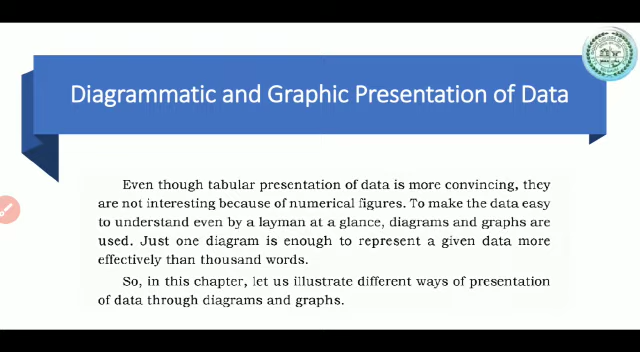 Diagrammatic and Graphic Presentation of Data
Even though tabular presentation of data is more convincing, they
are not interesting because of numerical figures. To make the data easy
to understand even by a layman at a glance, diagrams and graphs are
used. Just one diagram is enough to represent a given data more
effectively than thousand words.
So, in this chapter, let us illustrate different ways of presentation
of data through diagrams and graphs.